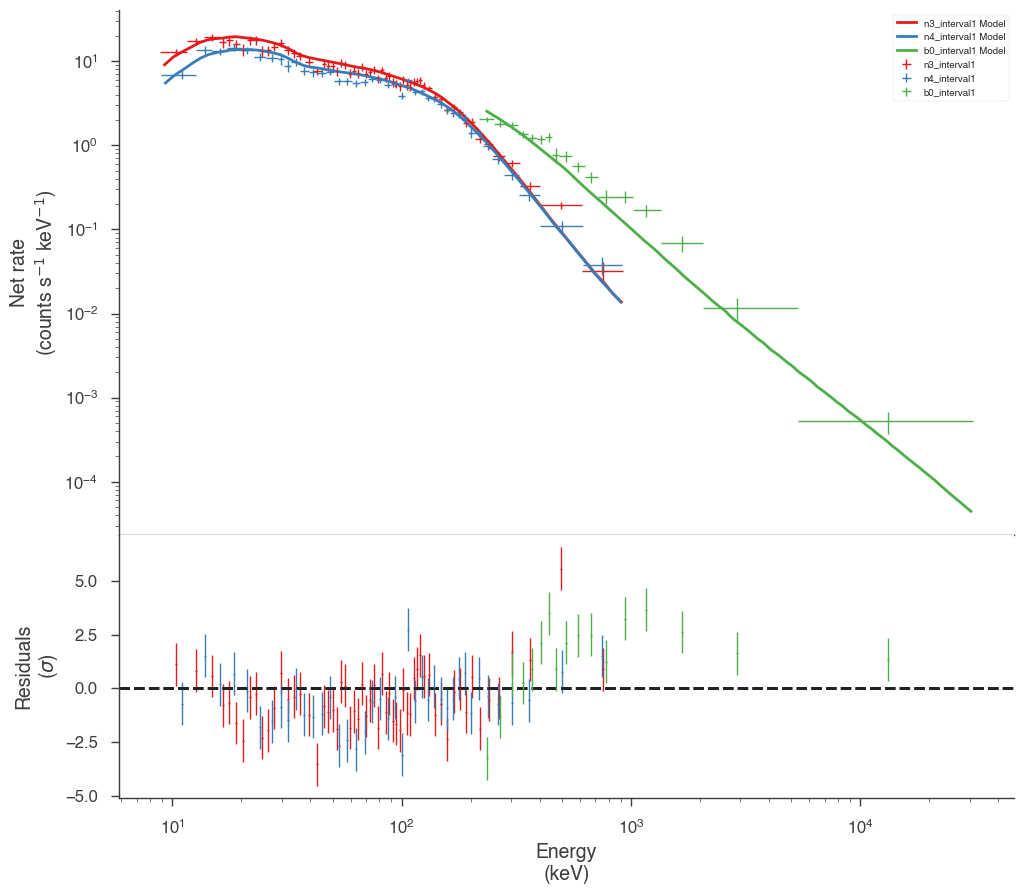 n3_interval1 Model
n4_interval1 Model
b0_interval1 Model
n3_interval1
n4_interval1
b0_interval1
Net rate
(counts s⁻¹ keV⁻¹)
10¹
10⁰
10⁻¹
10⁻²
10⁻³
10⁻⁴
Residuals
(σ)
5.0
2.5
0.0
−2.5
−5.0
10¹ 10² 10³ 10⁴
Energy
(keV)